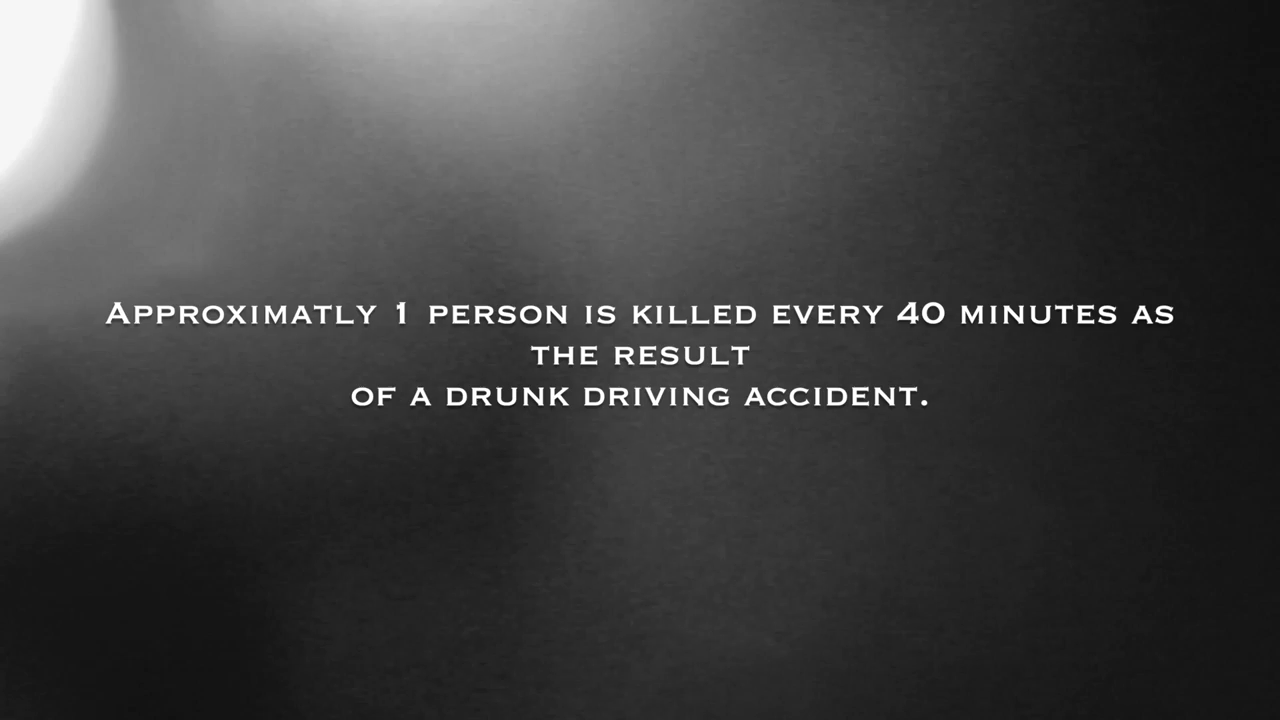 Approximatly 1 person is killed every 40 minutes as
the result
of a drunk driving accident.